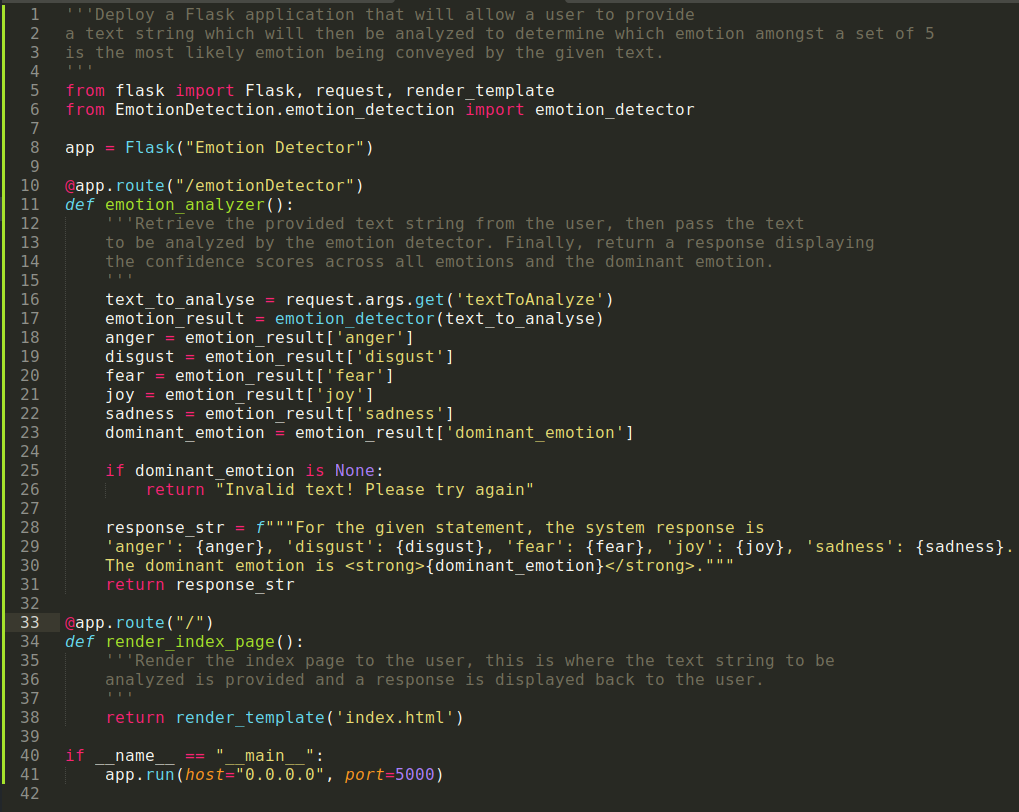 1 '''Deploy a Flask application that will allow a user to provide
2 a text string which will then be analyzed to determine which emotion amongst a set of 5
3 is the most likely emotion being conveyed by the given text.
4 '''
5 from flask import Flask, request, render_template
6 from EmotionDetection.emotion_detection import emotion_detector
7
8 app = Flask("Emotion Detector")
9
10 @app.route("/emotionDetector")
11 def emotion_analyzer():
12     '''Retrieve the provided text string from the user, then pass the text
13     to be analyzed by the emotion detector. Finally, return a response displaying
14     the confidence scores across all emotions and the dominant emotion.
15     '''
16     text_to_analyse = request.args.get('textToAnalyze')
17     emotion_result = emotion_detector(text_to_analyse)
18     anger = emotion_result['anger']
19     disgust = emotion_result['disgust']
20     fear = emotion_result['fear']
21     joy = emotion_result['joy']
22     sadness = emotion_result['sadness']
23     dominant_emotion = emotion_result['dominant_emotion']
24
25     if dominant_emotion is None:
26         return "Invalid text! Please try again"
27
28     response_str = f"""For the given statement, the system response is
29     'anger': {anger}, 'disgust': {disgust}, 'fear': {fear}, 'joy': {joy}, 'sadness': {sadness}.
30     The dominant emotion is <strong>{dominant_emotion}</strong>."""
31     return response_str
32
33 @app.route("/")
34 def render_index_page():
35     '''Render the index page to the user, this is where the text string to be
36     analyzed is provided and a response is displayed back to the user.
37     '''
38     return render_template('index.html')
39
40 if __name__ == "__main__":
41     app.run(host="0.0.0.0", port=5000)
42